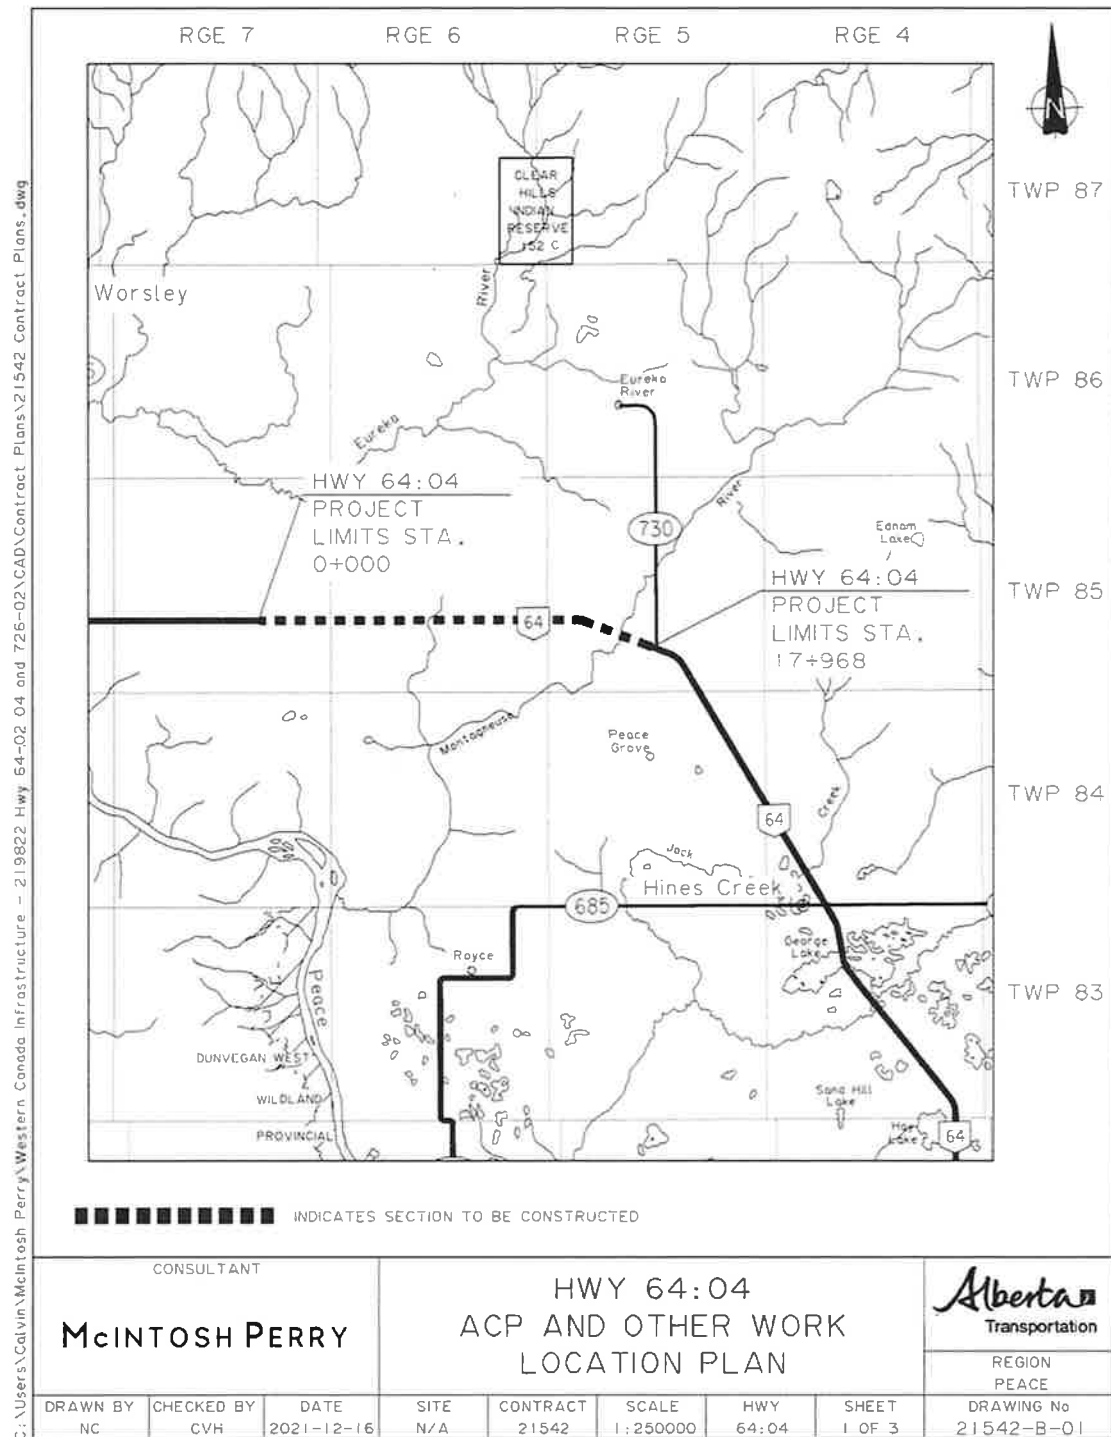 RGE 7 RGE 6 RGE 5 RGE 4
N
CLEAR
HILLS
INDIAN
RESERVE
152 C
TWP 87
Worsley
River
TWP 86
Eureka
River
Eureka
HWY 64:04
PROJECT
LIMITS STA.
0+000
730
River
Ednam
Lake
HWY 64:04
PROJECT
LIMITS STA.
17+968
TWP 85
64
Montagneuse
Peace
Grove
TWP 84
64
Creek
Jack
Hines Creek
685
George
Lake
Royce
Peace
TWP 83
DUNVEGAN WEST
WILDLAND
PROVINCIAL
R
Sand Hill
Lake
Lake
64
INDICATES SECTION TO BE CONSTRUCTED
CONSULTANT
McINTOSH PERRY
HWY 64:04
ACP AND OTHER WORK
LOCATION PLAN
Alberta
Transportation
REGION
PEACE
DRAWN BY CHECKED BY DATE SITE CONTRACT SCALE HWY SHEET DRAWING No
NC CVH 2021-12-16 N/A 21542 1:250000 64:04 1 OF 3 21542-B-01
C:\Users\Calvin\McIntosh Perry\Western Canada Infrastructure - 219822 Hwy 64-02 04 and 726-02\CAD\Contract Plans\21542 Contract Plans.dwg